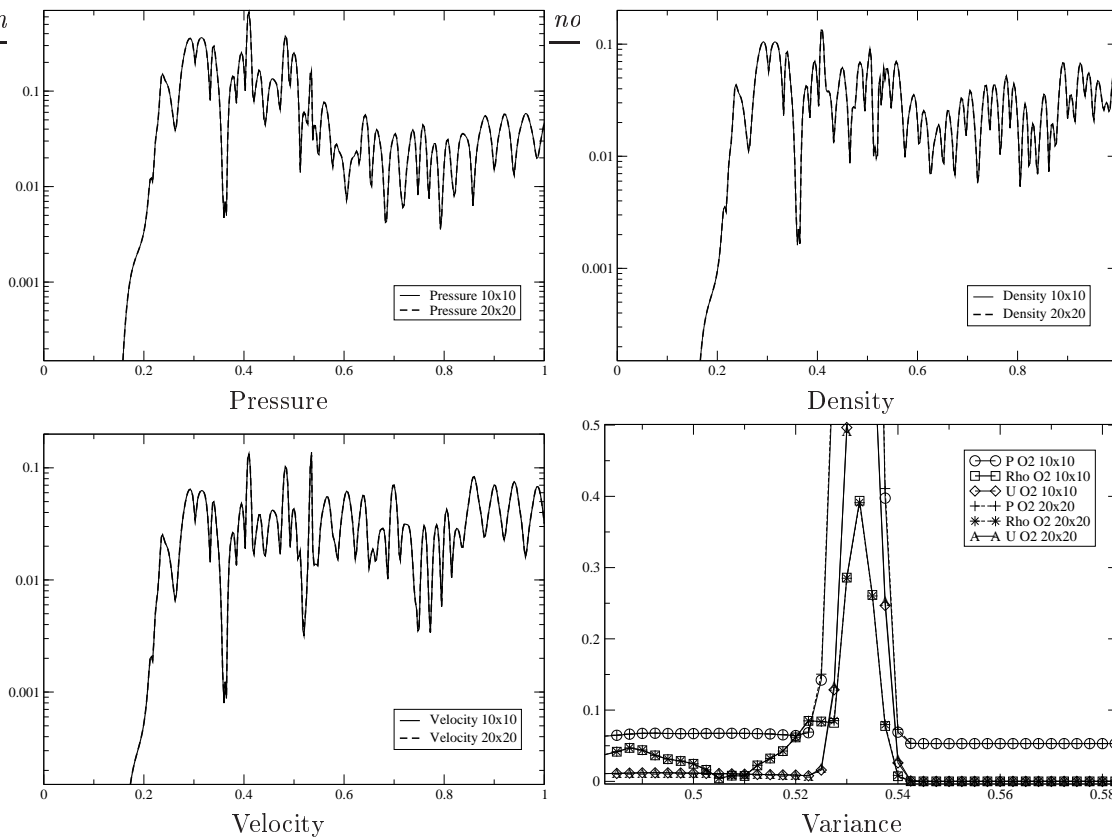 n
no
0.1
0.01
0.001
0
0.2
0.4
0.6
0.8
1
Pressure 10x10
Pressure 20x20
Pressure
0.1
0.01
0.001
0
0.2
0.4
0.6
0.8
Density 10x10
Density 20x20
Density
0.1
0.01
0.001
0
0.2
0.4
0.6
0.8
1
Velocity 10x10
Velocity 20x20
Velocity
0.5
0.4
0.3
0.2
0.1
0
0.5
0.52
0.54
0.56
0.58
P O2 10x10
Rho O2 10x10
U O2 10x10
P O2 20x20
Rho O2 20x20
U O2 20x20
Variance